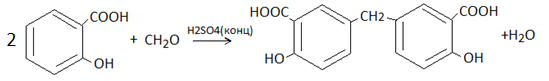 2 COOH OH + CH2O H2SO4(конц) HOOC HO CH2 COOH OH +H2O